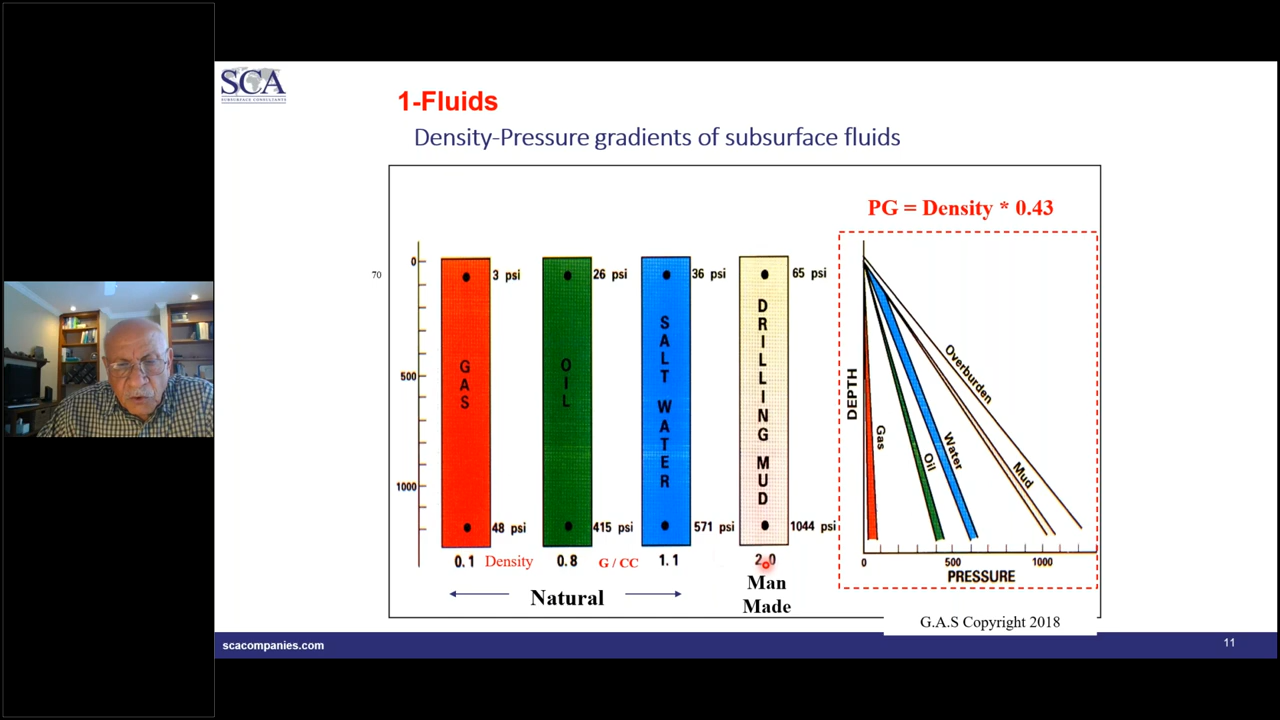 SCA
SUBSURFACE CONSULTANTS
1-Fluids
Density-Pressure gradients of subsurface fluids
PG = Density * 0.43
70
0
500
1000
3 psi
26 psi
36 psi
65 psi
GAS
OIL
SALT WATER
DRILLING MUD
48 psi
415 psi
571 psi
1044 psi
0.1 Density 0.8 G / CC 1.1 2.0
Natural
Man
Made
DEPTH
Gas
Oil
Water
Mud
Overburden
0 500 1000
PRESSURE
G.A.S Copyright 2018
scacompanies.com
11